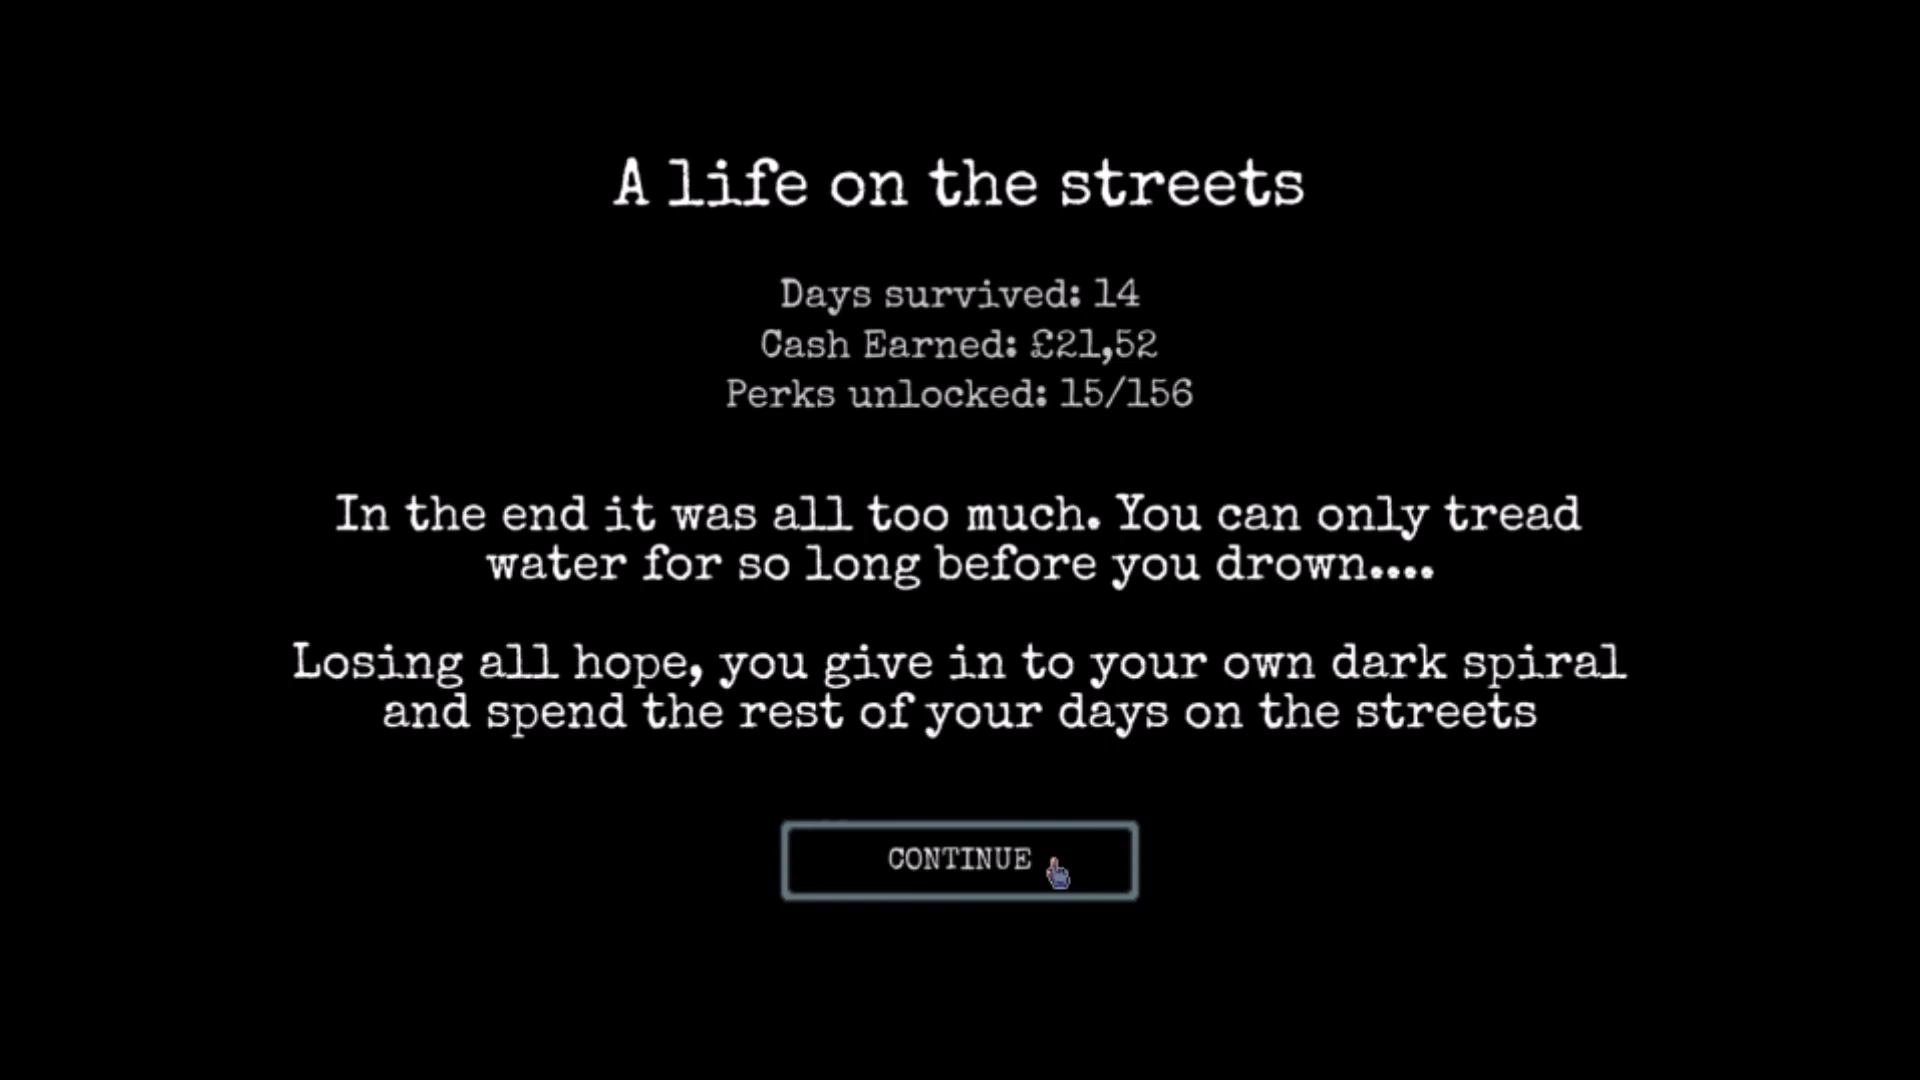 A life on the streets
Days survived: 14
Cash Earned: £21,52
Perks unlocked: 15/156
In the end it was all too much. You can only tread
water for so long before you drown....
Losing all hope, you give in to your own dark spiral
and spend the rest of your days on the streets
CONTINUE